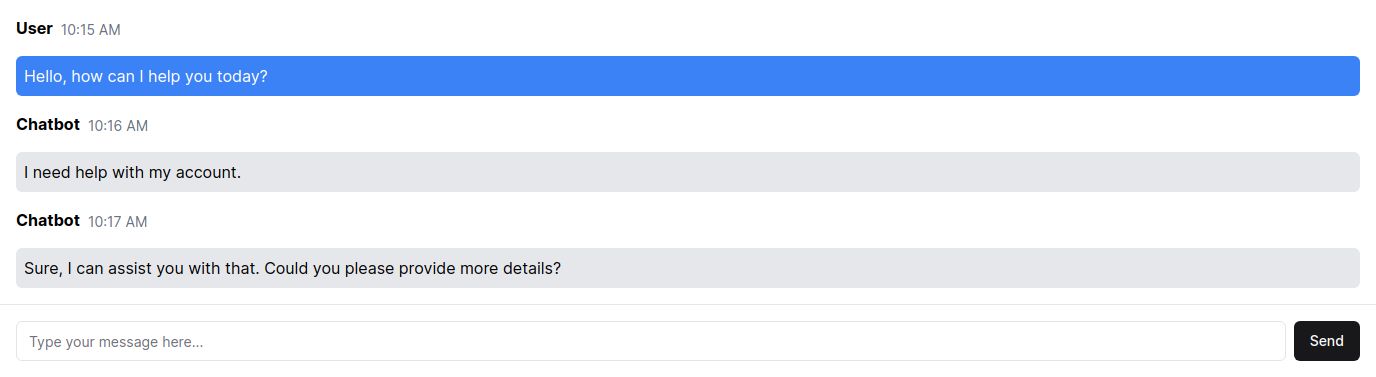 User 10:15 AM
Hello, how can I help you today?
Chatbot 10:16 AM
I need help with my account.
Chatbot 10:17 AM
Sure, I can assist you with that. Could you please provide more details?
Type your message here... Send